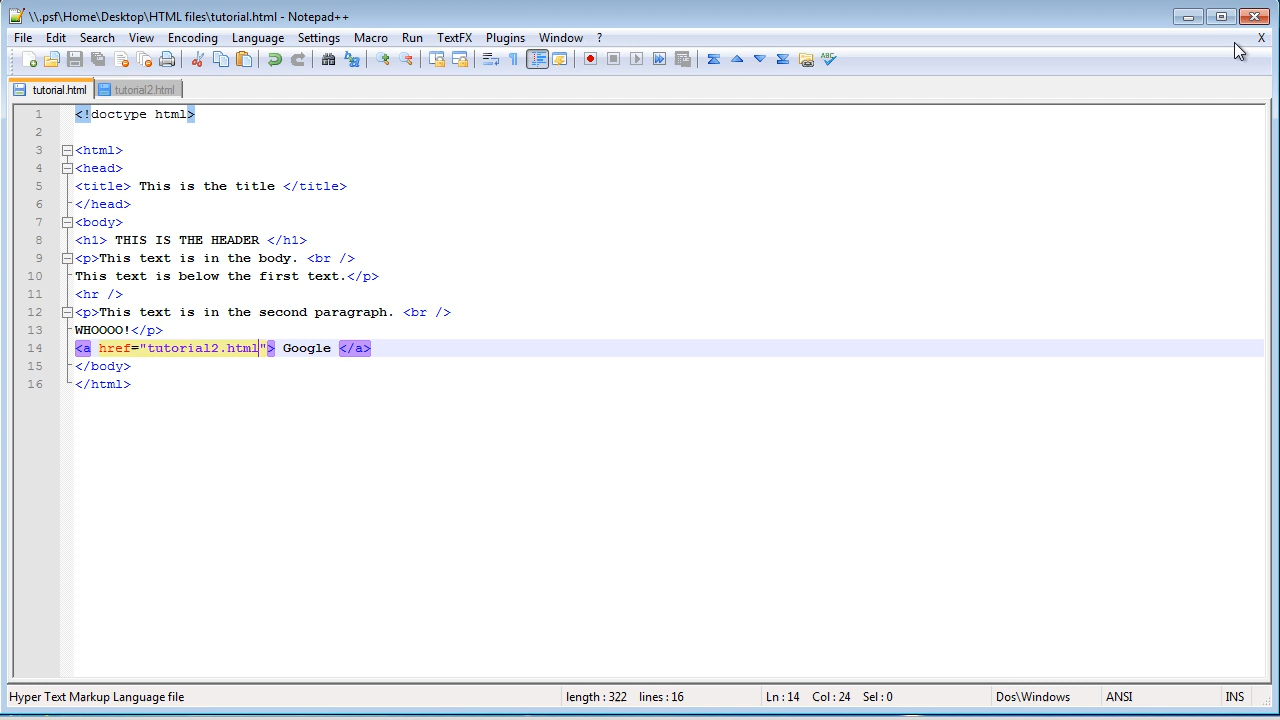 \\.psf\Home\Desktop\HTML files\tutorial.html - Notepad++
File Edit Search View Encoding Language Settings Macro Run TextFX Plugins Window ? X
tutorial.html tutorial2.html
1 <!doctype html>
2
3 <html>
4 <head>
5 <title> This is the title </title>
6 </head>
7 <body>
8 <h1> THIS IS THE HEADER </h1>
9 <p>This text is in the body. <br />
10 This text is below the first text.</p>
11 <hr />
12 <p>This text is in the second paragraph. <br />
13 WHOOOO!</p>
14 <a href="tutorial2.html"> Google </a>
15 </body>
16 </html>
Hyper Text Markup Language file length : 322 lines : 16 Ln : 14 Col : 24 Sel : 0 Dos\Windows ANSI INS